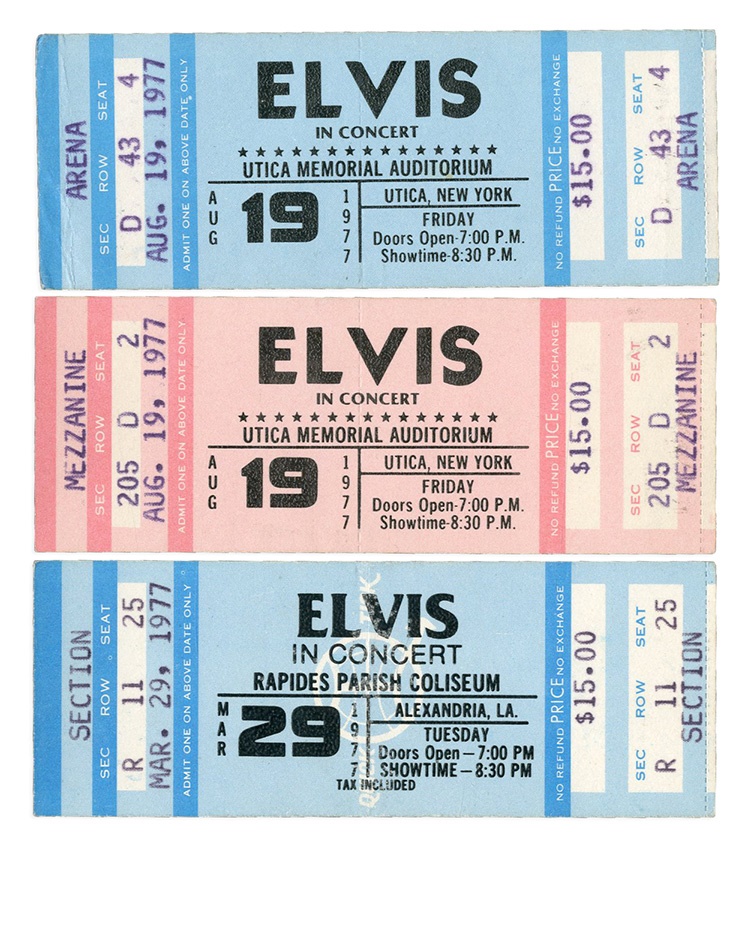 ARENA
SEC ROW SEAT
D 43 4
AUG. 19, 1977
ADMIT ONE ON ABOVE DATE ONLY
ELVIS
IN CONCERT
★★★★★★★★★★★★★★★
UTICA MEMORIAL AUDITORIUM
AUG 19 1977
UTICA, NEW YORK
FRIDAY
Doors Open-7:00 P.M.
Showtime-8:30 P.M.
NO REFUND PRICE NO EXCHANGE
$15.00
SEC ROW SEAT
D 43 4
ARENA
MEZZANINE
SEC ROW SEAT
205 D 2
AUG. 19, 1977
ADMIT ONE ON ABOVE DATE ONLY
ELVIS
IN CONCERT
★★★★★★★★★★★★★★★
UTICA MEMORIAL AUDITORIUM
AUG 19 1977
UTICA, NEW YORK
FRIDAY
Doors Open-7:00 P.M.
Showtime-8:30 P.M.
NO REFUND PRICE NO EXCHANGE
$15.00
SEC ROW SEAT
205 D 2
MEZZANINE
SECTION
SEC ROW SEAT
R 11 25
MAR. 29, 1977
ADMIT ONE ON ABOVE DATE ONLY
ELVIS
IN CONCERT
RAPIDES PARISH COLISEUM
MAR 29 1977
ALEXANDRIA, LA.
TUESDAY
Doors Open—7:00 PM
SHOWTIME—8:30 PM
TAX INCLUDED
NO REFUND PRICE NO EXCHANGE
$15.00
SEC ROW SEAT
R 11 25
SECTION